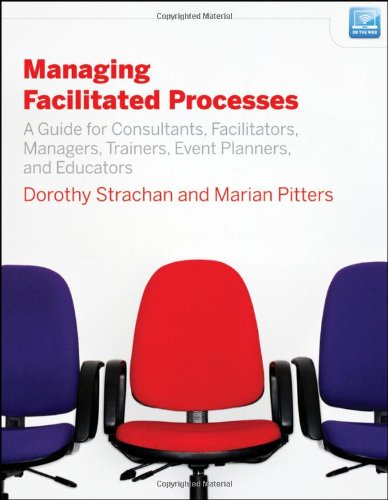 Copyrighted Material
ON THE WEB
Managing
Facilitated Processes
A Guide for Consultants, Facilitators,
Managers, Trainers, Event Planners,
and Educators
Dorothy Strachan and Marian Pitters
Copyrighted Material